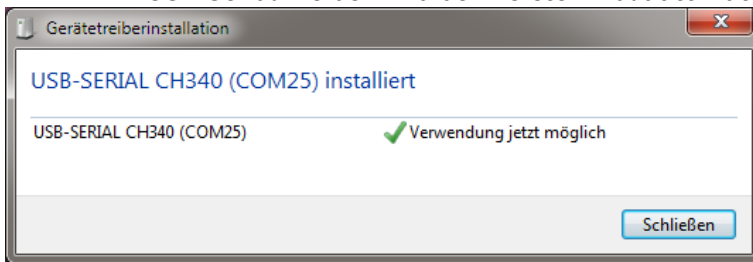 Gerätetreiberinstallation
USB-SERIAL CH340 (COM25) installiert
USB-SERIAL CH340 (COM25) Verwendung jetzt möglich
Schließen